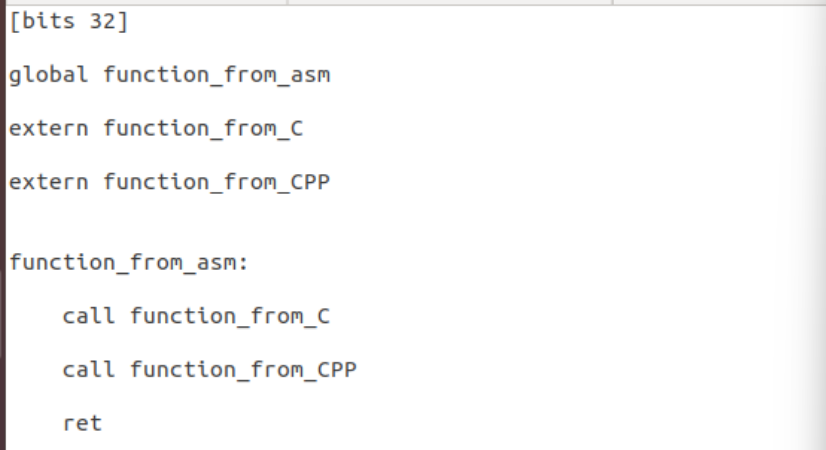 [bits 32]
global function_from_asm
extern function_from_C
extern function_from_CPP
function_from_asm:
call function_from_C
call function_from_CPP
ret